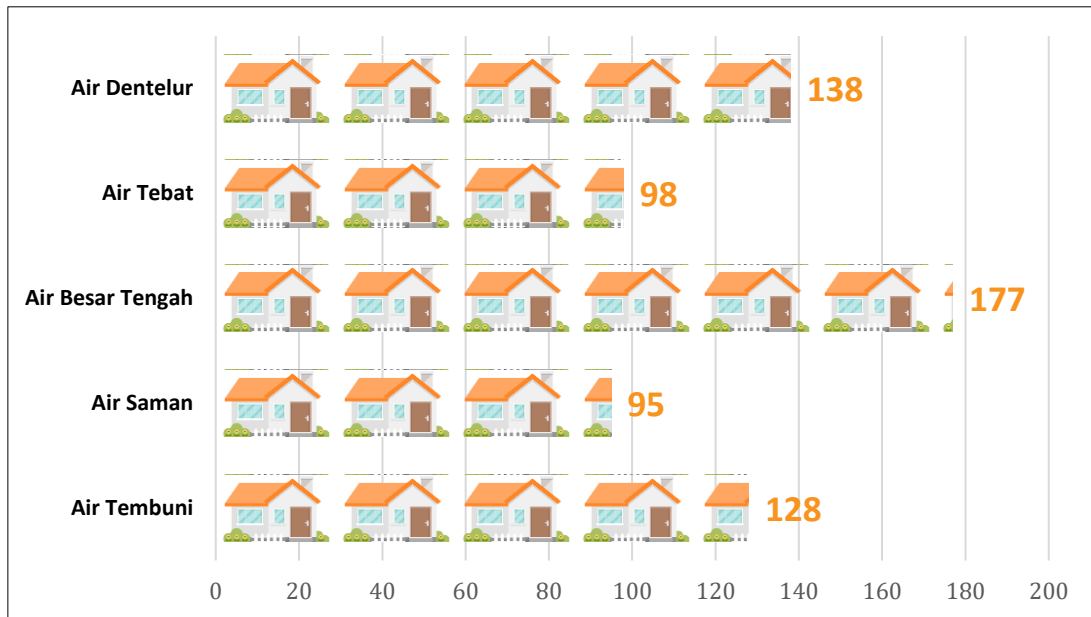 Air Dentelur
138
Air Tebat
98
Air Besar Tengah
177
Air Saman
95
Air Tembuni
128
0 20 40 60 80 100 120 140 160 180 200